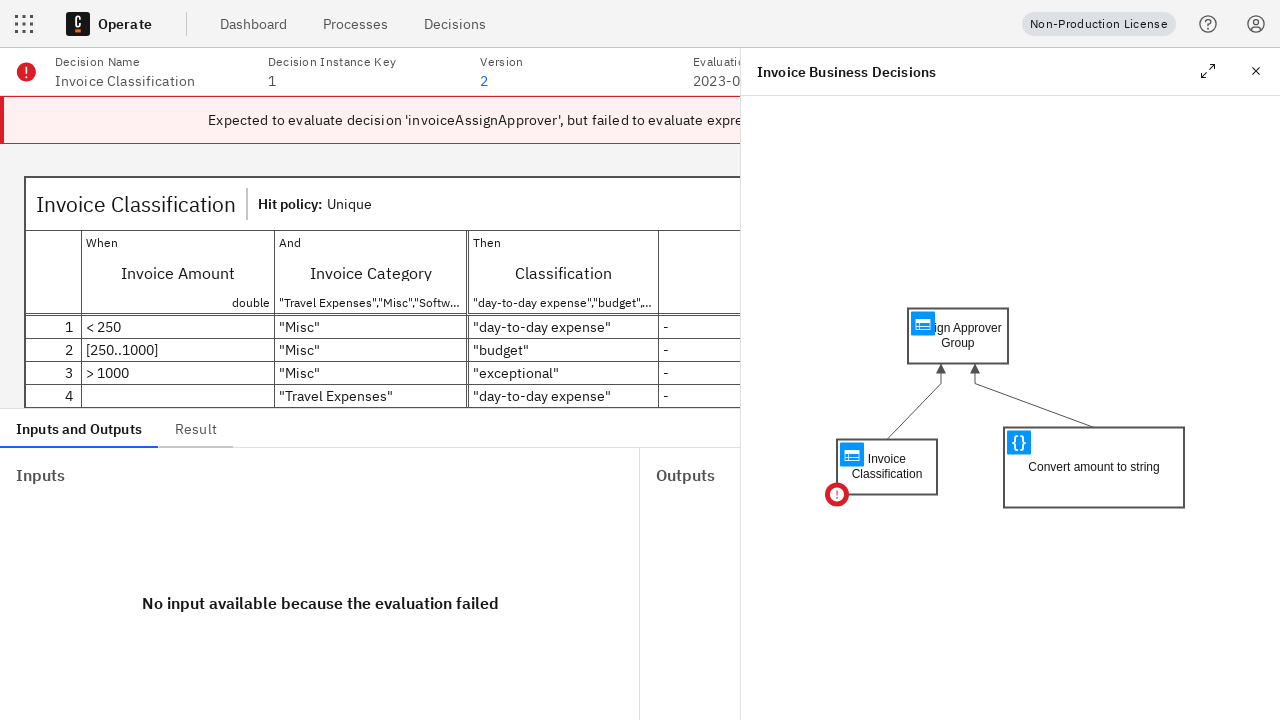 Operate
Dashboard
Processes
Decisions
Non-Production License
Decision Name
Invoice Classification
Decision Instance Key
1
Version
2
2023-0
Invoice Business Decisions
Expected to evaluate decision 'invoiceAssignApprover', but failed to evaluate expre
Invoice Classification
Hit policy: Unique
When
And
Then
Invoice Amount
Invoice Category
Classification
double
"Travel Expenses","Misc","Softw...
"day-to-day expense","budget",...
1 < 250 "Misc" "day-to-day expense" -
2 [250..1000] "Misc" "budget" -
3 > 1000 "Misc" "exceptional" -
4 "Travel Expenses" "day-to-day expense" -
Inputs and Outputs
Result
Inputs
Outputs
No input available because the evaluation failed
Approver
Group
Invoice
Classification
Convert amount to string